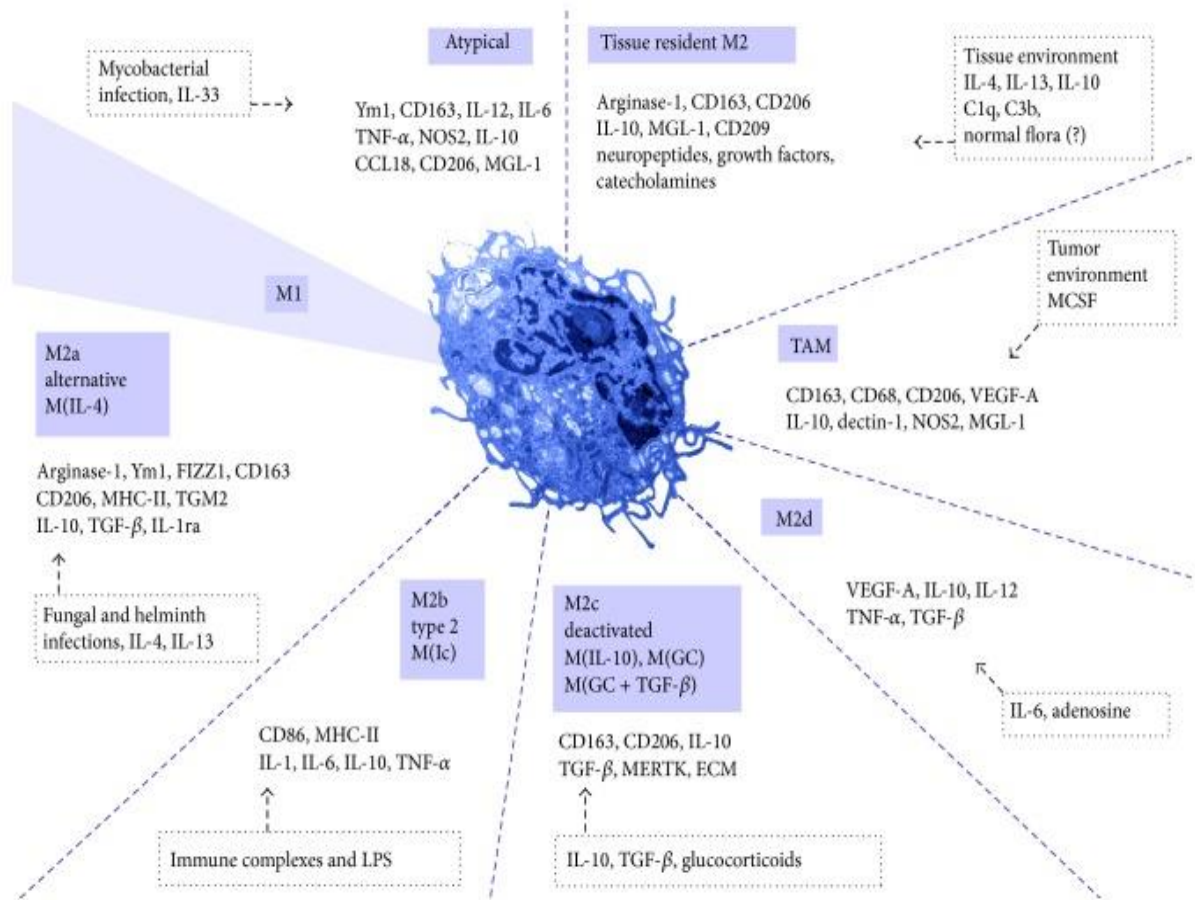 Atypical
Mycobacterial
infection, IL-33
Ym1, CD163, IL-12, IL-6
TNF-α, NOS2, IL-10
CCL18, CD206, MGL-1
Tissue resident M2
Arginase-1, CD163, CD206
IL-10, MGL-1, CD209
neuropeptides, growth factors,
catecholamines
Tissue environment
IL-4, IL-13, IL-10
C1q, C3b,
normal flora (?)
Tumor
environment
MCSF
TAM
CD163, CD68, CD206, VEGF-A
IL-10, dectin-1, NOS2, MGL-1
M1
M2a
alternative
M(IL-4)
Arginase-1, Ym1, FIZZ1, CD163
CD206, MHC-II, TGM2
IL-10, TGF-β, IL-1ra
Fungal and helminth
infections, IL-4, IL-13
M2b
type 2
M(Ic)
CD86, MHC-II
IL-1, IL-6, IL-10, TNF-α
Immune complexes and LPS
M2c
deactivated
M(IL-10), M(GC)
M(GC + TGF-β)
CD163, CD206, IL-10
TGF-β, MERTK, ECM
IL-10, TGF-β, glucocorticoids
M2d
VEGF-A, IL-10, IL-12
TNF-α, TGF-β
IL-6, adenosine